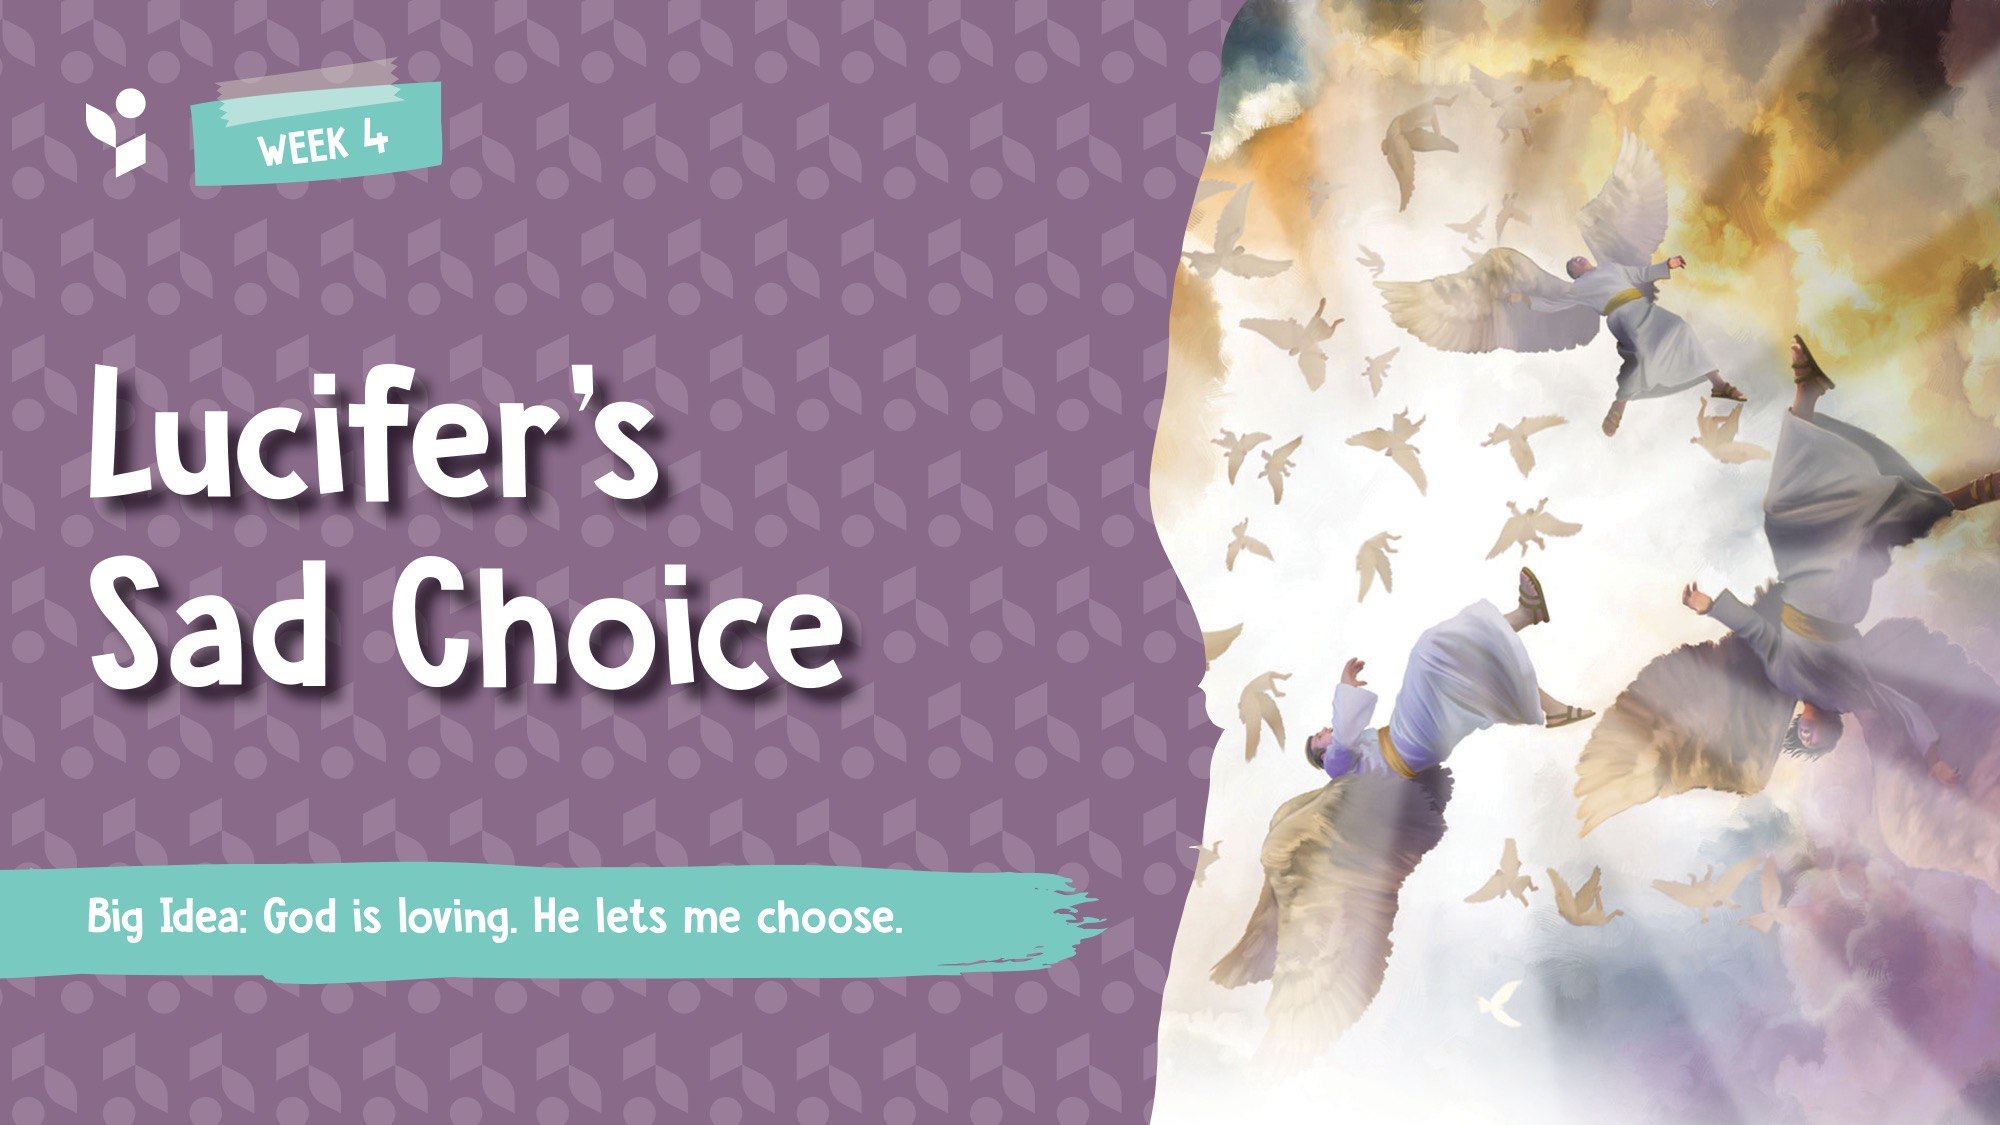 WEEK 4
Lucifer's
Sad Choice
Big Idea: God is loving. He lets me choose.